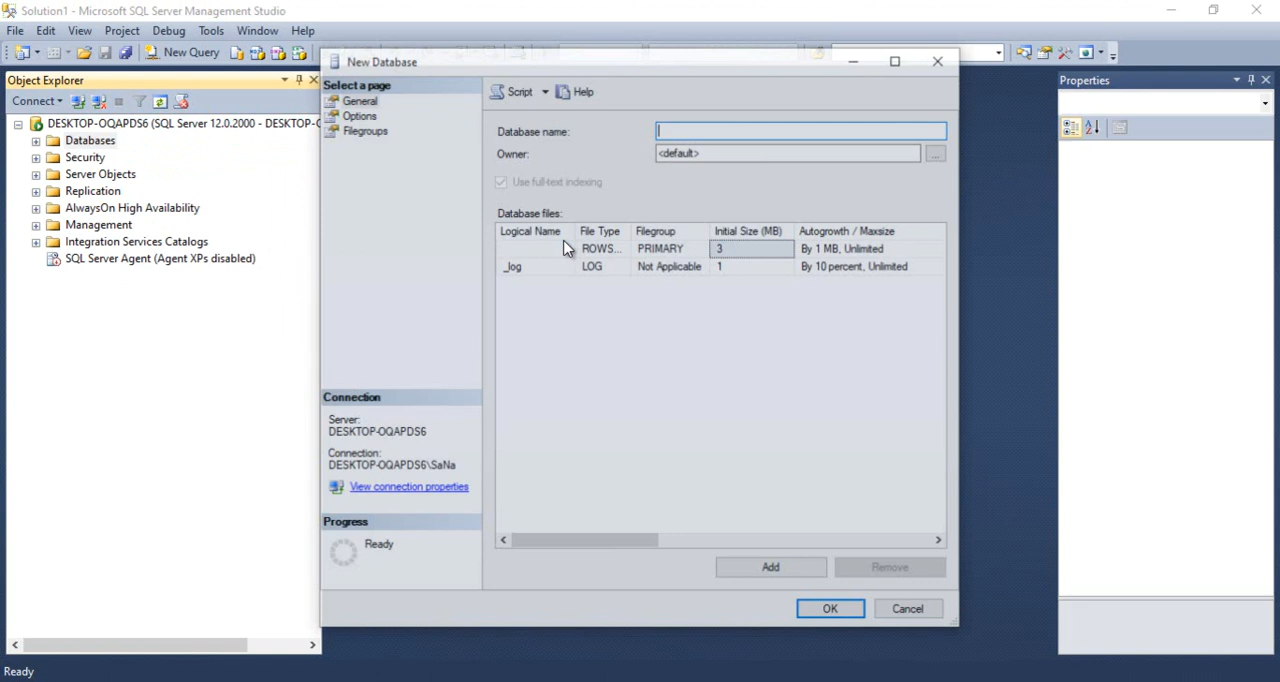 Solution1 - Microsoft SQL Server Management Studio
File Edit View Project Debug Tools Window Help
New Query
Object Explorer
Connect
DESKTOP-OQAPDS6 (SQL Server 12.0.2000 - DESKTOP-
Databases
Security
Server Objects
Replication
AlwaysOn High Availability
Management
Integration Services Catalogs
SQL Server Agent (Agent XPs disabled)
New Database
Select a page
General
Options
Filegroups
Script Help
Database name:
Owner: <default> ...
Use full-text indexing
Database files:
Logical Name File Type Filegroup Initial Size (MB) Autogrowth / Maxsize
ROWS... PRIMARY 3 By 1 MB, Unlimited
_log LOG Not Applicable 1 By 10 percent, Unlimited
Connection
Server:
DESKTOP-OQAPDS6
Connection:
DESKTOP-OQAPDS6\SaNa
View connection properties
Progress
Ready
Add Remove
OK Cancel
Properties
Ready